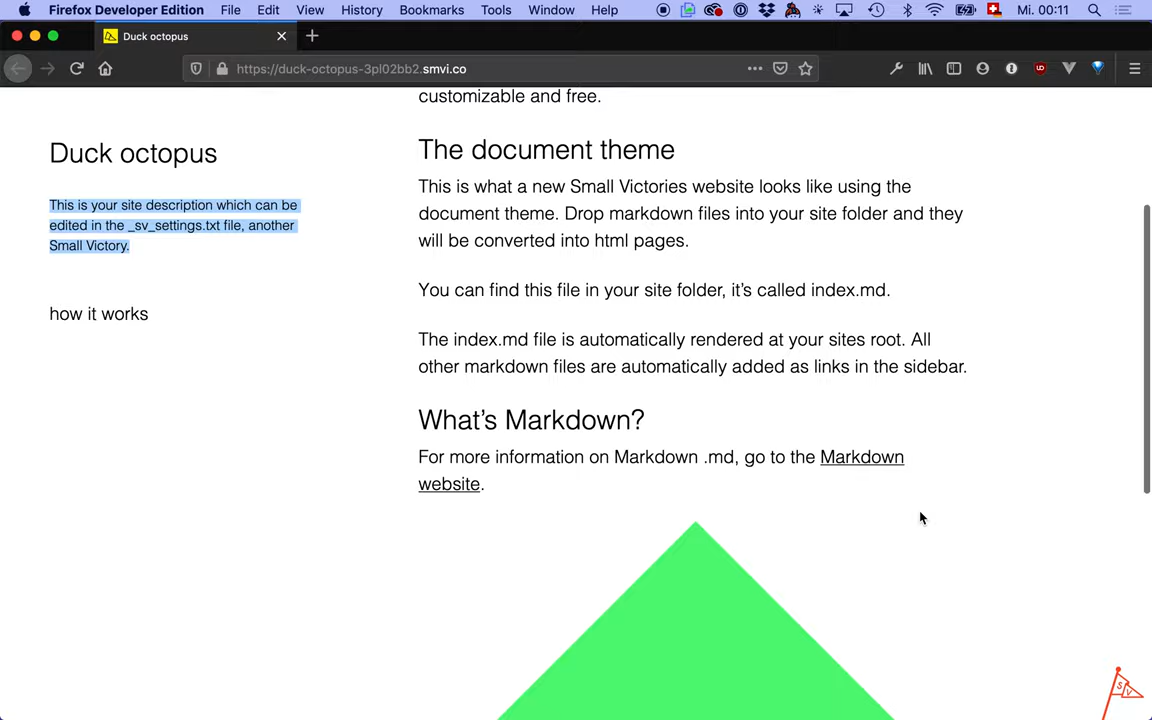 Firefox Developer Edition File Edit View History Bookmarks Tools Window Help Mi. 00:11
Duck octopus
https://duck-octopus-3pl02bb2.smvi.co
customizable and free.
Duck octopus
This is your site description which can be
edited in the _sv_settings.txt file, another
Small Victory.
how it works
The document theme
This is what a new Small Victories website looks like using the
document theme. Drop markdown files into your site folder and they
will be converted into html pages.
You can find this file in your site folder, it’s called index.md.
The index.md file is automatically rendered at your sites root. All
other markdown files are automatically added as links in the sidebar.
What’s Markdown?
For more information on Markdown .md, go to the Markdown
website.
S V